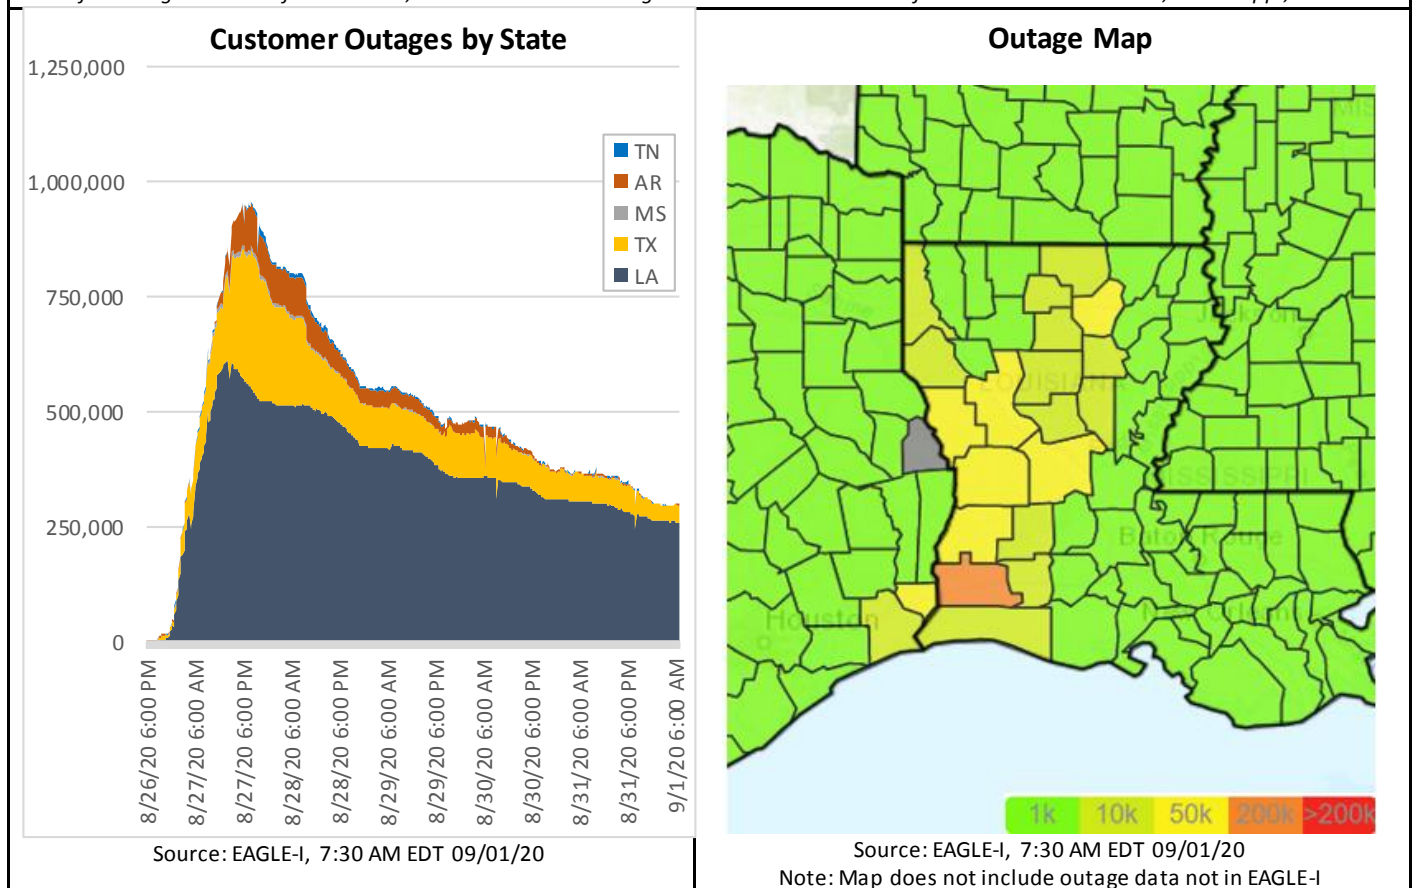 Customer Outages by State
1,250,000
1,000,000
750,000
500,000
250,000
0
TN
AR
MS
TX
LA
8/26/20 6:00 PM
8/27/20 6:00 AM
8/27/20 6:00 PM
8/28/20 6:00 AM
8/28/20 6:00 PM
8/29/20 6:00 AM
8/29/20 6:00 PM
8/30/20 6:00 AM
8/30/20 6:00 PM
8/31/20 6:00 AM
8/31/20 6:00 PM
9/1/20 6:00 AM
Source: EAGLE-I, 7:30 AM EDT 09/01/20
Outage Map
MIS
Jackson
LOUISIANA
MISSISSIPPI
Baton Rouge
Houston
New Orleans
1k 10k 50k 200k >200k
Source: EAGLE-I, 7:30 AM EDT 09/01/20
Note: Map does not include outage data not in EAGLE-I